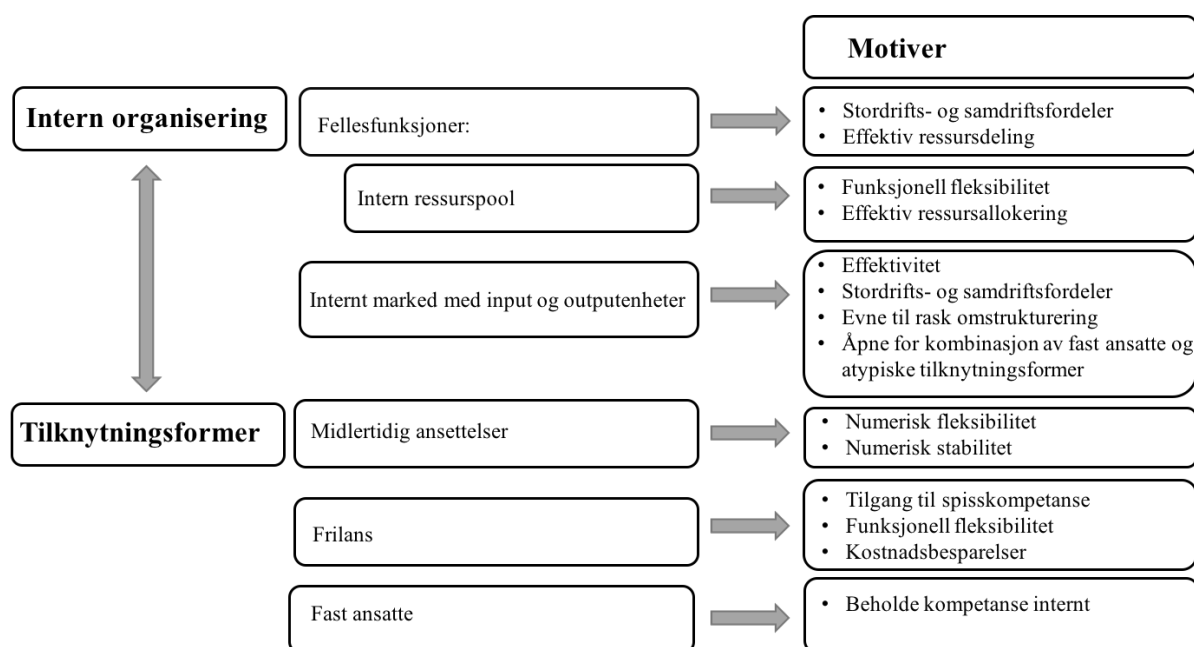 Motiver
Intern organisering
Fellesfunksjoner:
• Stordrifts- og samdriftsfordeler
• Effektiv ressursdeling
Intern ressurspool
• Funksjonell fleksibilitet
• Effektiv ressursallokering
Internt marked med input og outputenheter
• Effektivitet
• Stordrifts- og samdriftsfordeler
• Evne til rask omstrukturering
• Åpne for kombinasjon av fast ansatte og
atypiske tilknytningsformer
Tilknytningsformer
Midlertidig ansettelser
• Numerisk fleksibilitet
• Numerisk stabilitet
Frilans
• Tilgang til spisskompetanse
• Funksjonell fleksibilitet
• Kostnadsbesparelser
Fast ansatte
• Beholde kompetanse internt